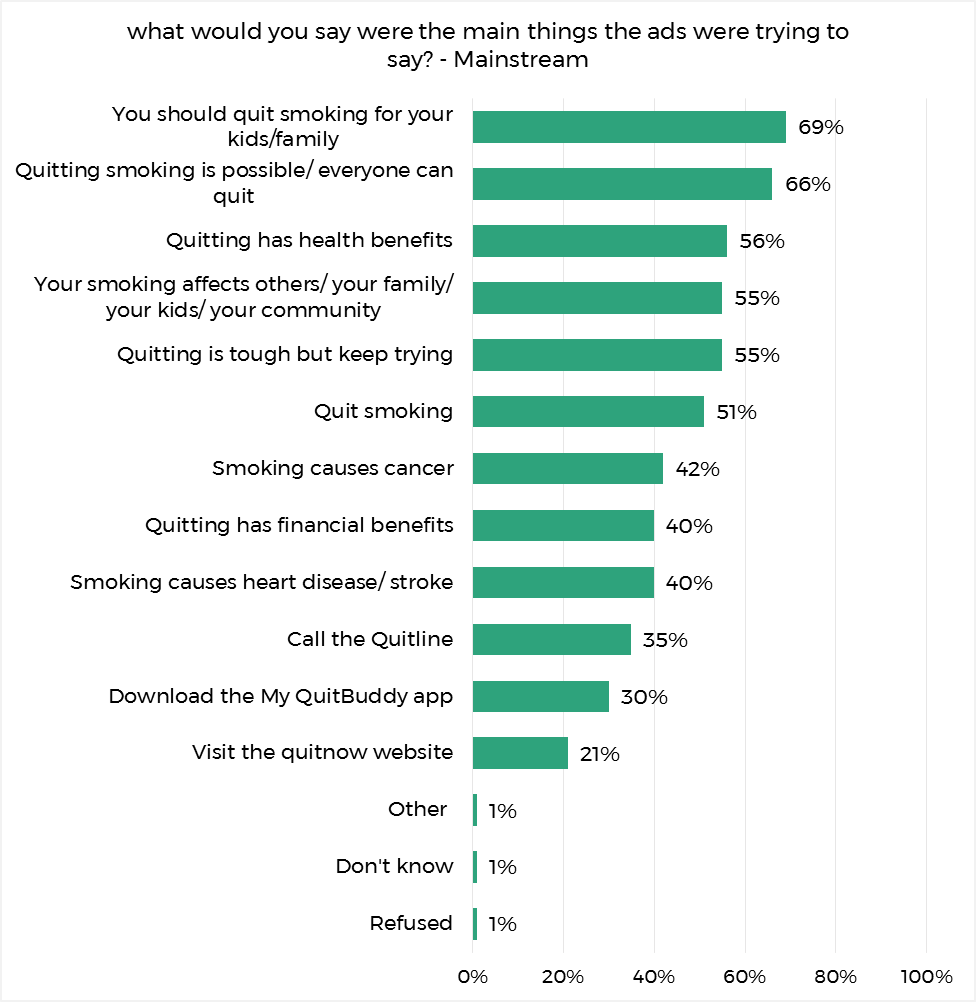 what would you say were the main things the ads were trying to
say? - Mainstream
You should quit smoking for your
kids/family
69%
Quitting smoking is possible/ everyone can
quit
66%
Quitting has health benefits
56%
Your smoking affects others/ your family/
your kids/ your community
55%
Quitting is tough but keep trying
55%
Quit smoking
51%
Smoking causes cancer
42%
Quitting has financial benefits
40%
Smoking causes heart disease/ stroke
40%
Call the Quitline
35%
Download the My QuitBuddy app
30%
Visit the quitnow website
21%
Other
1%
Don't know
1%
Refused
1%
0% 20% 40% 60% 80% 100%